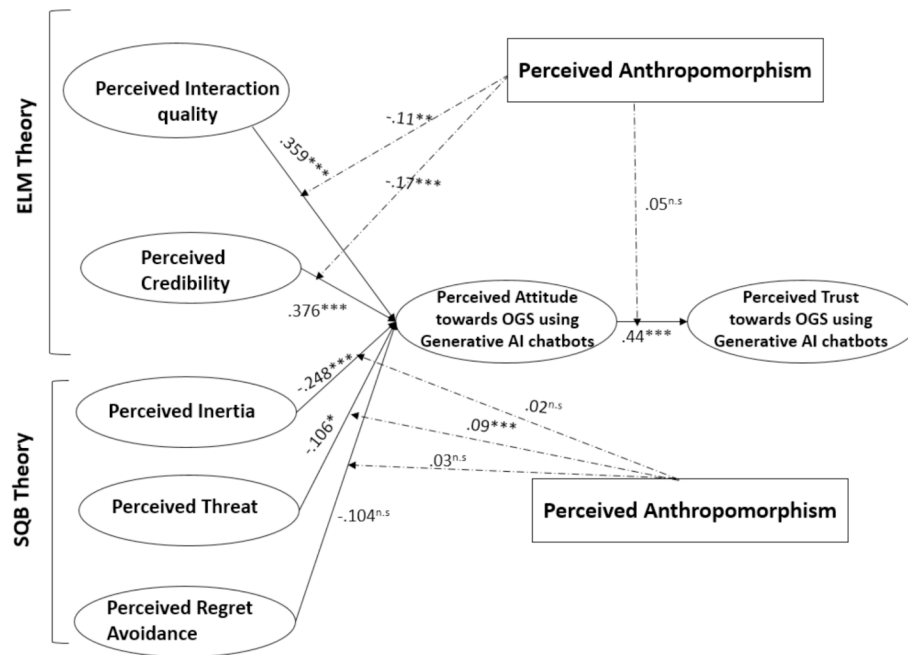 ELM Theory
Perceived Interaction
quality
Perceived Anthropomorphism
.359***
-.11**
-.17***
.05n.s
Perceived
Credibility
.376***
Perceived Attitude
towards OGS using
Generative AI chatbots
.44***
Perceived Trust
towards OGS using
Generative AI chatbots
SQB Theory
Perceived Inertia
-.248***
-.106*
.02n.s
.09***
.03n.s
Perceived Threat
-.104n.s
Perceived Anthropomorphism
Perceived Regret
Avoidance